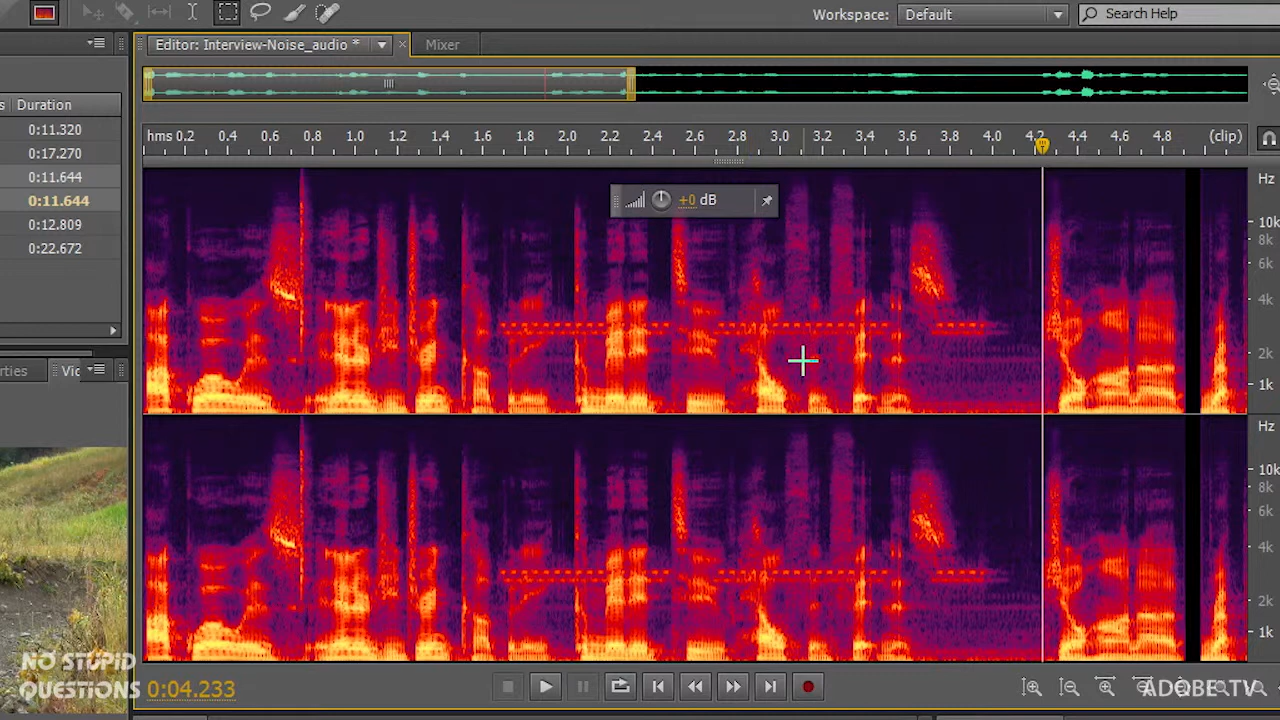 Workspace: Default Search Help
Editor: Interview-Noise_audio * Mixer
s Duration
0:11.320
0:17.270
0:11.644
0:11.644
0:12.809
0:22.672
hms 0.2 0.4 0.6 0.8 1.0 1.2 1.4 1.6 1.8 2.0 2.2 2.4 2.6 2.8 3.0 3.2 3.4 3.6 3.8 4.0 4.2 4.4 4.6 4.8 (clip)
+0 dB
Hz
10k
8k
6k
4k
2k
1k
Hz
10k
8k
6k
4k
2k
1k
rties Vic
NO STUPID
QUESTIONS
0:04.233
ADOBE TV